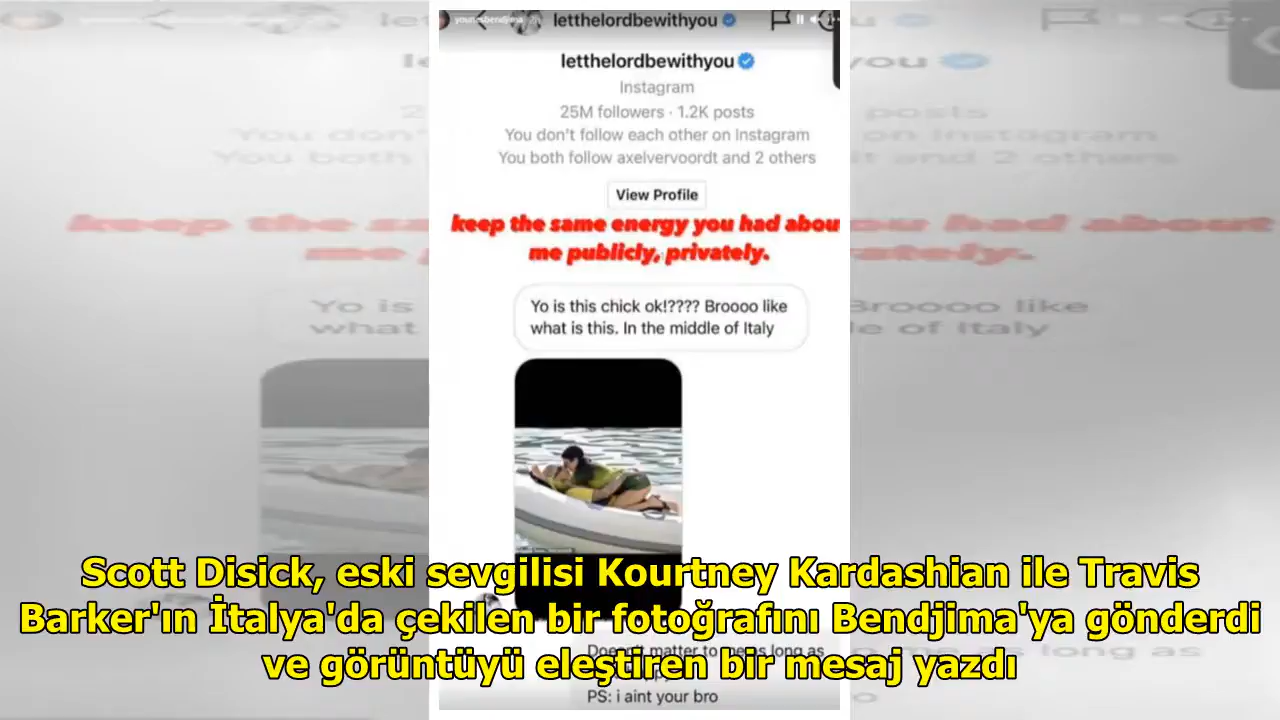 younesbendjima 2h
letthelordbewithyou
letthelordbewithyou
Instagram
25M followers · 1.2K posts
You don't follow each other on Instagram
You both follow axelvervoordt and 2 others
View Profile
keep the same energy you had abou
me publicly, privately.
Yo is this chick ok!???? Broooo like
what is this. In the middle of Italy
Scott Disick, eski sevgilisi Kourtney Kardashian ile Travis
Barker'ın İtalya'da çekilen bir fotoğrafını Bendjima'ya gönderdi
ve görüntüyü eleştiren bir mesaj yazdı
Doesn't matter to me as long as
PS: i aint your bro